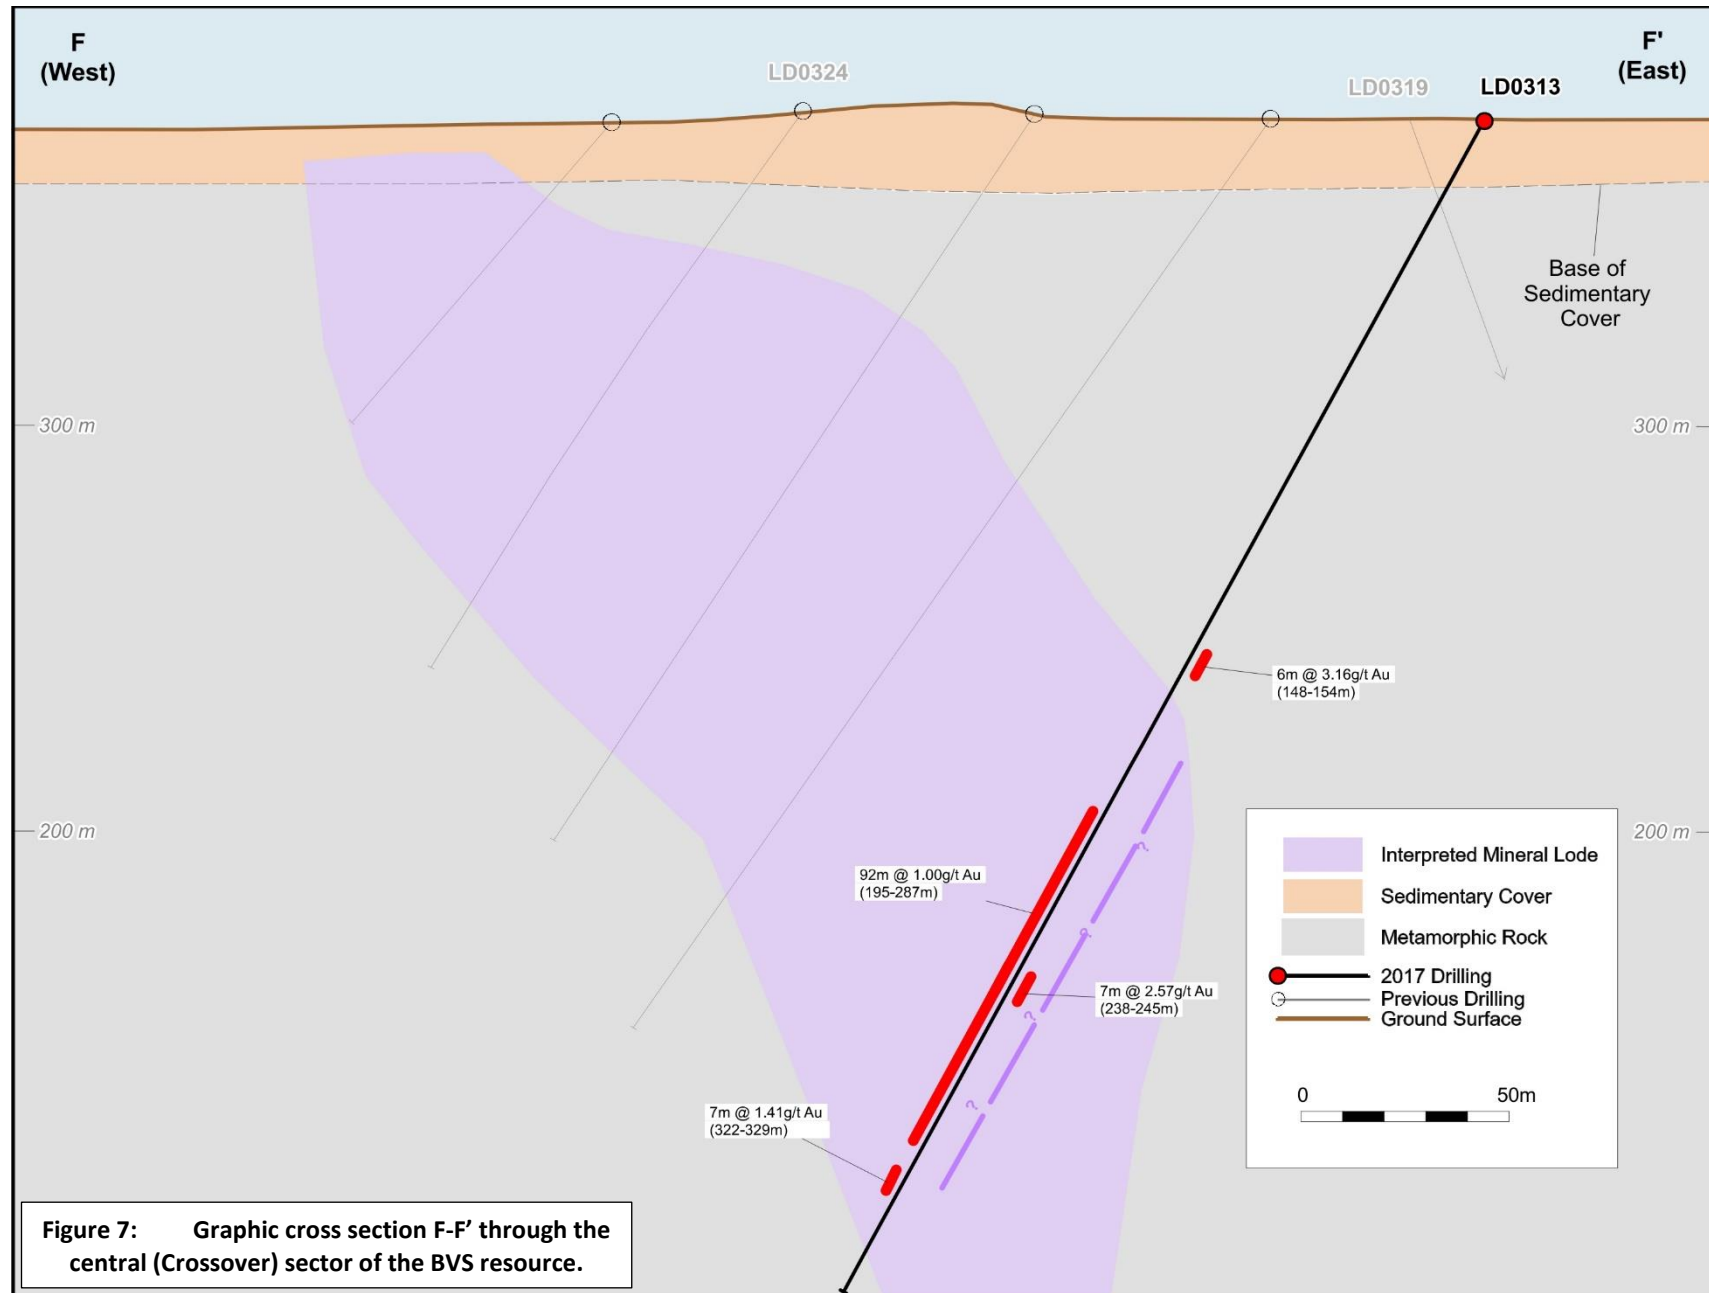 F
(West)
LD0324
LD0319
LD0313
F'
(East)
Base of
Sedimentary
Cover
300 m
300 m
200 m
200 m
6m @ 3.16g/t Au
(148-154m)
92m @ 1.00g/t Au
(195-287m)
7m @ 2.57g/t Au
(238-245m)
7m @ 1.41g/t Au
(322-329m)
?
?
?
?
Interpreted Mineral Lode
Sedimentary Cover
Metamorphic Rock
2017 Drilling
Previous Drilling
Ground Surface
0 50m
Figure 7: Graphic cross section F-F’ through the
central (Crossover) sector of the BVS resource.